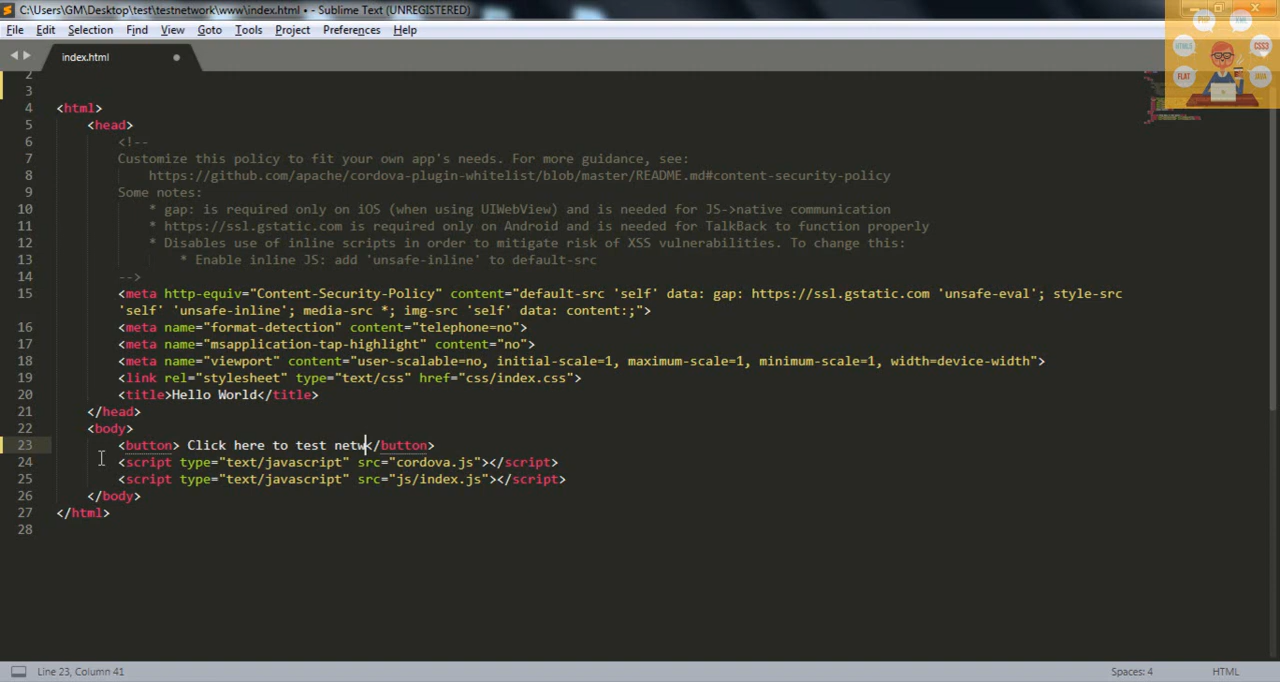 C:\Users\GM\Desktop\test\testnetwork\www\index.html • - Sublime Text (UNREGISTERED)
File Edit Selection Find View Goto Tools Project Preferences Help
index.html
PHP XML
HTML5 CSS3
FLAT JAVA
2
3
4 <html>
5 <head>
6 <!--
7 Customize this policy to fit your own app's needs. For more guidance, see:
8 https://github.com/apache/cordova-plugin-whitelist/blob/master/README.md#content-security-policy
9 Some notes:
10 * gap: is required only on iOS (when using UIWebView) and is needed for JS->native communication
11 * https://ssl.gstatic.com is required only on Android and is needed for TalkBack to function properly
12 * Disables use of inline scripts in order to mitigate risk of XSS vulnerabilities. To change this:
13 * Enable inline JS: add 'unsafe-inline' to default-src
14 -->
15 <meta http-equiv="Content-Security-Policy" content="default-src 'self' data: gap: https://ssl.gstatic.com 'unsafe-eval'; style-src
'self' 'unsafe-inline'; media-src *; img-src 'self' data: content:;">
16 <meta name="format-detection" content="telephone=no">
17 <meta name="msapplication-tap-highlight" content="no">
18 <meta name="viewport" content="user-scalable=no, initial-scale=1, maximum-scale=1, minimum-scale=1, width=device-width">
19 <link rel="stylesheet" type="text/css" href="css/index.css">
20 <title>Hello World</title>
21 </head>
22 <body>
23 <button> Click here to test netw</button>
24 <script type="text/javascript" src="cordova.js"></script>
25 <script type="text/javascript" src="js/index.js"></script>
26 </body>
27 </html>
28
Line 23, Column 41 Spaces: 4 HTML